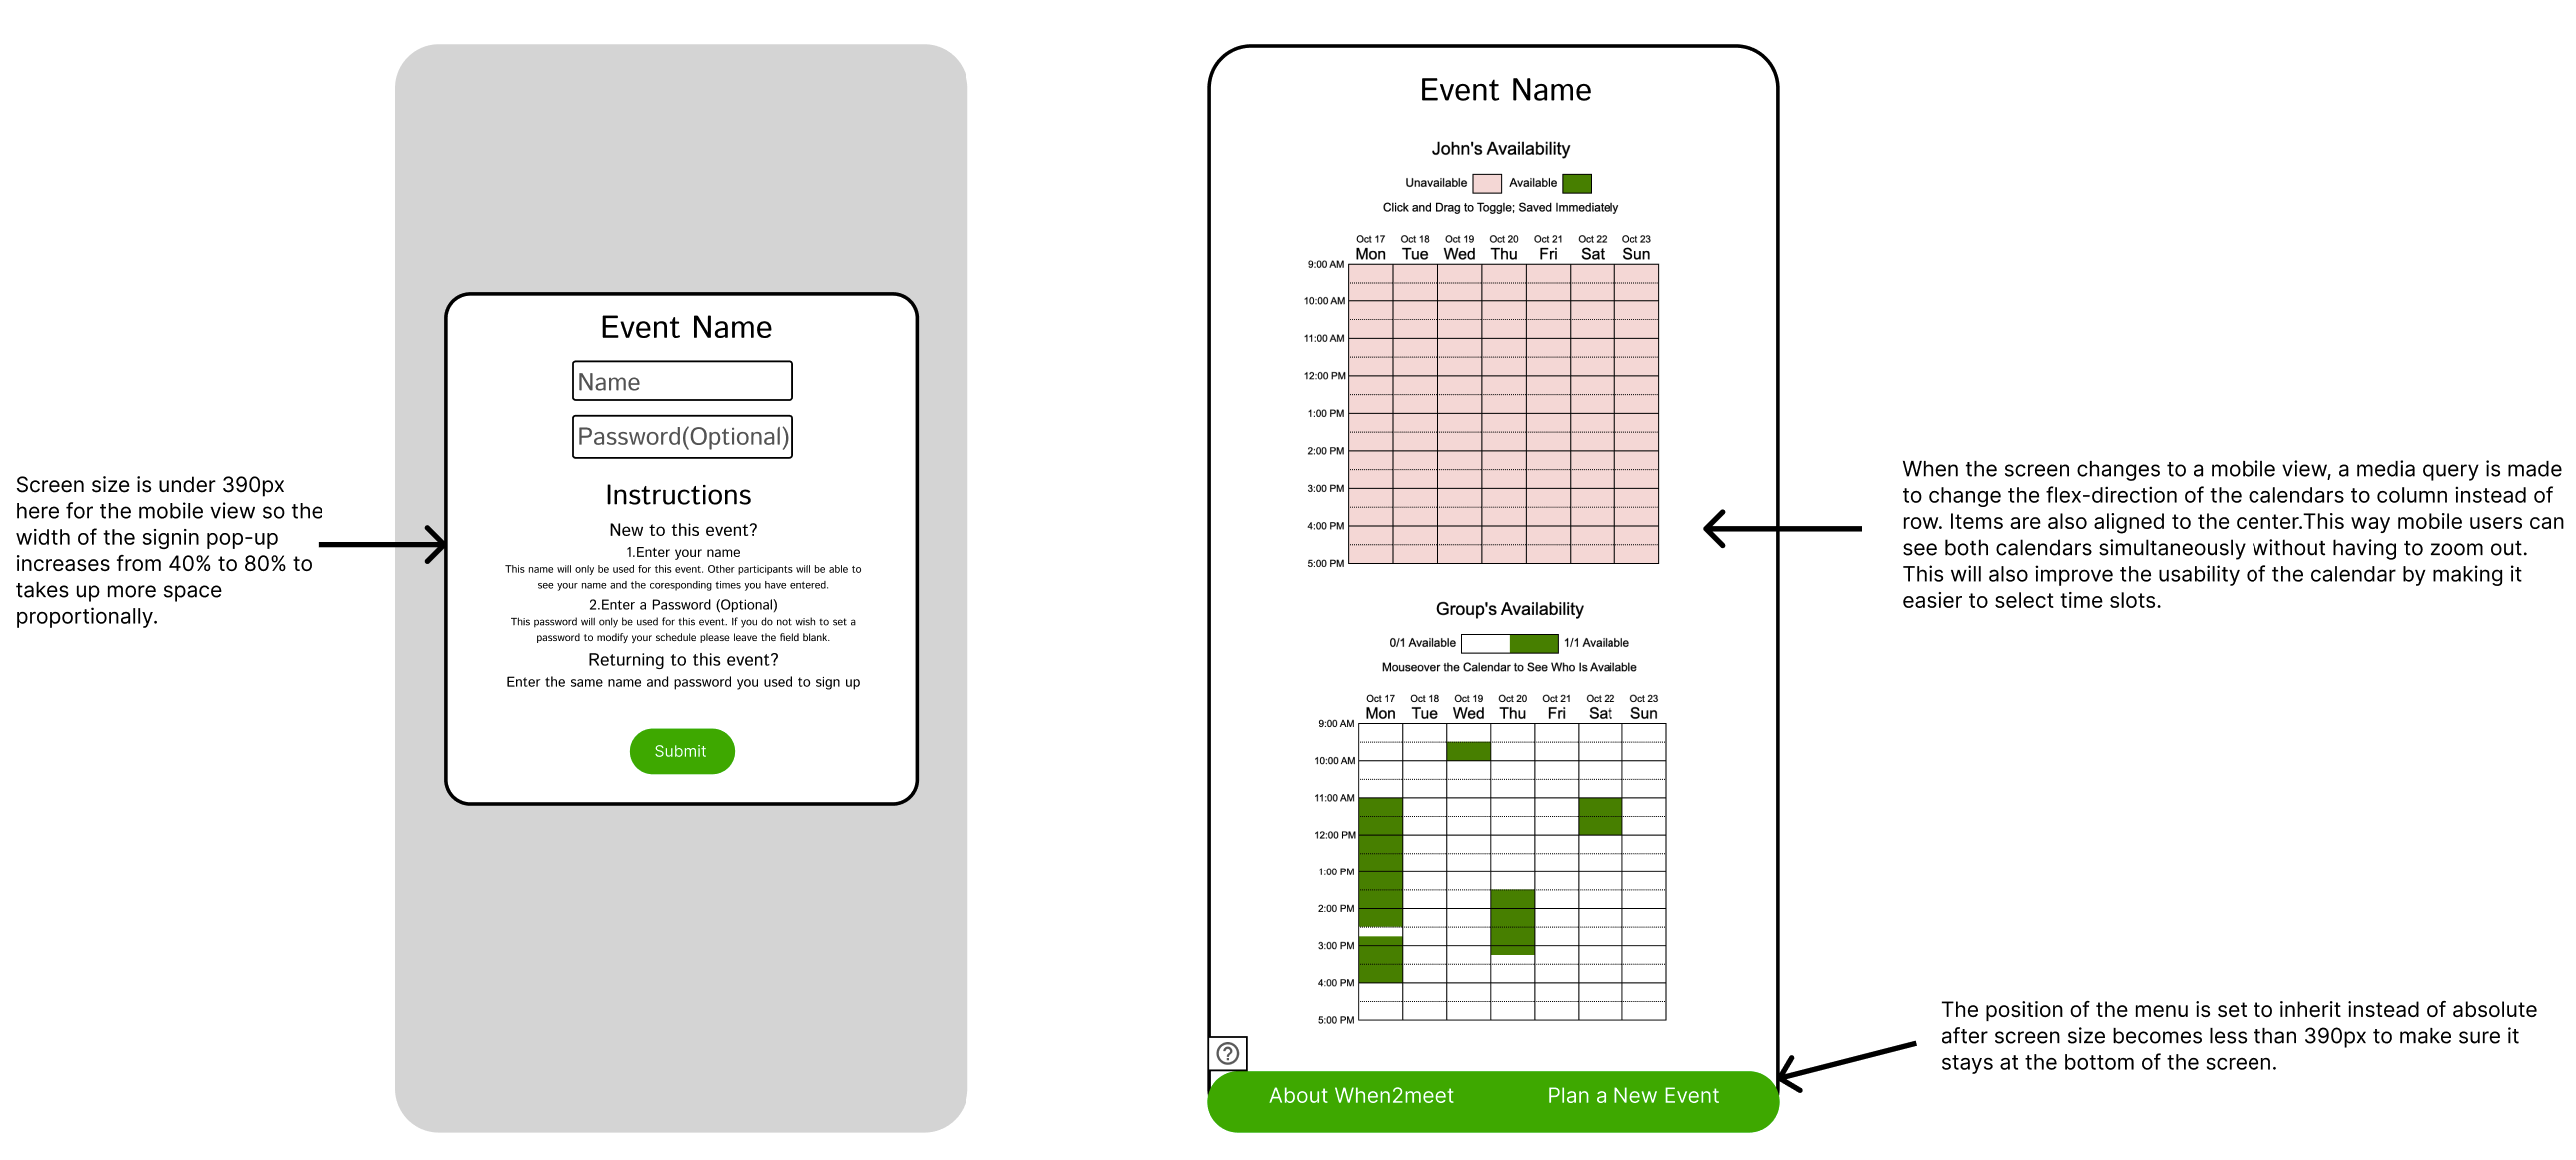 Screen size is under 390px
here for the mobile view so the
width of the signin pop-up
increases from 40% to 80% to
takes up more space
proportionally.
Event Name
Name
Password(Optional)
Instructions
New to this event?
1.Enter your name
This name will only be used for this event. Other participants will be able to
see your name and the coresponding times you have entered.
2.Enter a Password (Optional)
This password will only be used for this event. If you do not wish to set a
password to modify your schedule please leave the field blank.
Returning to this event?
Enter the same name and password you used to sign up
Submit
Event Name
John's Availability
Unavailable Available
Click and Drag to Toggle; Saved Immediately
Oct 17 Oct 18 Oct 19 Oct 20 Oct 21 Oct 22 Oct 23
Mon Tue Wed Thu Fri Sat Sun
9:00 AM
10:00 AM
11:00 AM
12:00 PM
1:00 PM
2:00 PM
3:00 PM
4:00 PM
5:00 PM
Group's Availability
0/1 Available 1/1 Available
Mouseover the Calendar to See Who Is Available
Oct 17 Oct 18 Oct 19 Oct 20 Oct 21 Oct 22 Oct 23
Mon Tue Wed Thu Fri Sat Sun
9:00 AM
10:00 AM
11:00 AM
12:00 PM
1:00 PM
2:00 PM
3:00 PM
4:00 PM
5:00 PM
?
About When2meet Plan a New Event
When the screen changes to a mobile view, a media query is made
to change the flex-direction of the calendars to column instead of
row. Items are also aligned to the center.This way mobile users can
see both calendars simultaneously without having to zoom out.
This will also improve the usability of the calendar by making it
easier to select time slots.
The position of the menu is set to inherit instead of absolute
after screen size becomes less than 390px to make sure it
stays at the bottom of the screen.